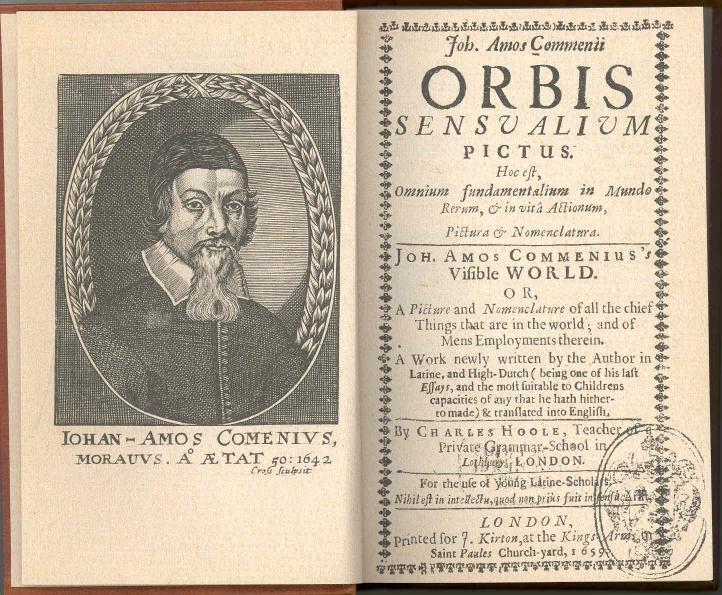 IOHAN-AMOS COMENIVS,
MORAUVS. Aº ÆTAT 50: 1642
Cross sculpsit
Joh. Amos Commenii
ORBIS
SENSUALIUM
PICTUS.
Hoc eſt,
Omnium fundamentalium in Mundo
Rerum, & in vitâ Actionum,
Pictura & Nomenclatura.
JOH. AMOS COMMENIUS's
Viſible WORLD.
OR,
A Picture and Nomenclature of all the chief
Things that are in the world; and of
Mens Employments therein.
A Work newly written by the Author in
Latine, and High-Dutch (being one of his laſt
Eſſays, and the moſt ſuitable to Childrens
capacities of any that he hath hither-
to made) & tranſlated into Engliſh,
By CHARLES HOOLE, Teacher of a
Private Grammar-School in
Lothbury, LONDON.
For the uſe of young Latine-Scholars.
Nihil eſt in intellectu, quod non prius fuit in ſenſu. Ariſt.
LONDON,
Printed for J. Kirton, at the Kings-Arms, in
Saint Paules Church-yard, 1659.